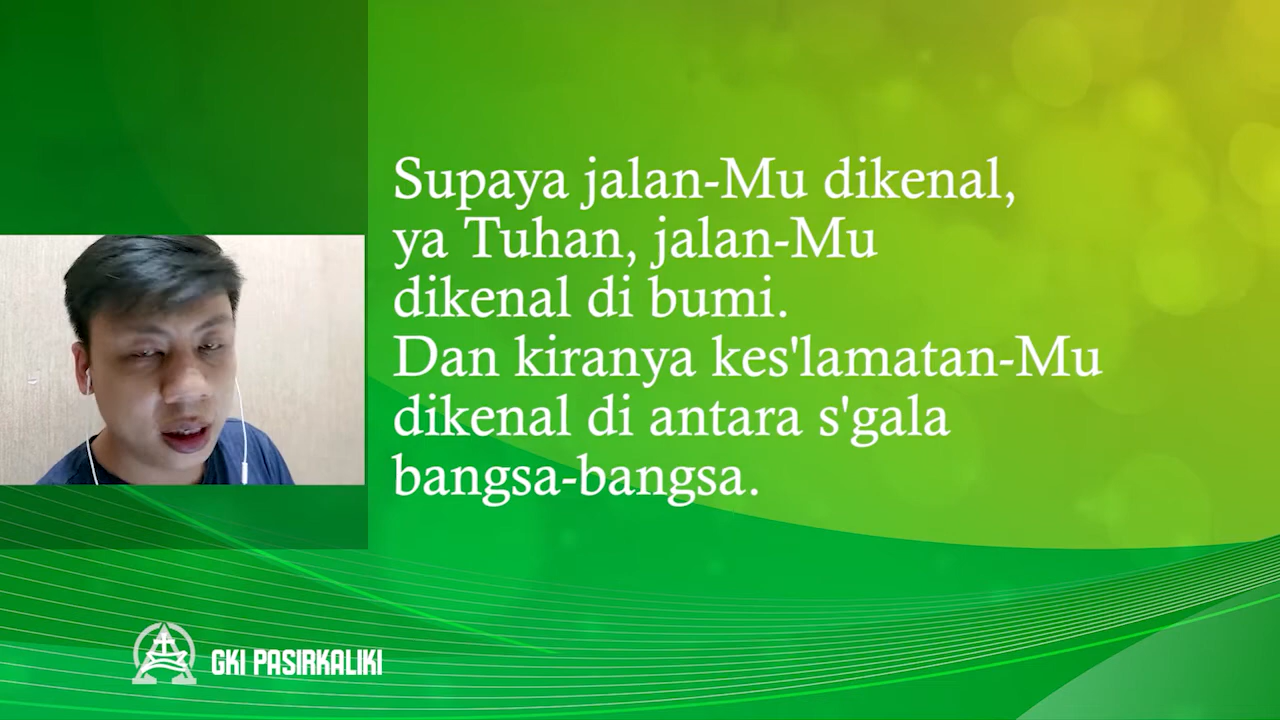 Supaya jalan-Mu dikenal,
ya Tuhan, jalan-Mu
dikenal di bumi.
Dan kiranya kes'lamatan-Mu
dikenal di antara s'gala
bangsa-bangsa.
GKI PASIRKALIKI